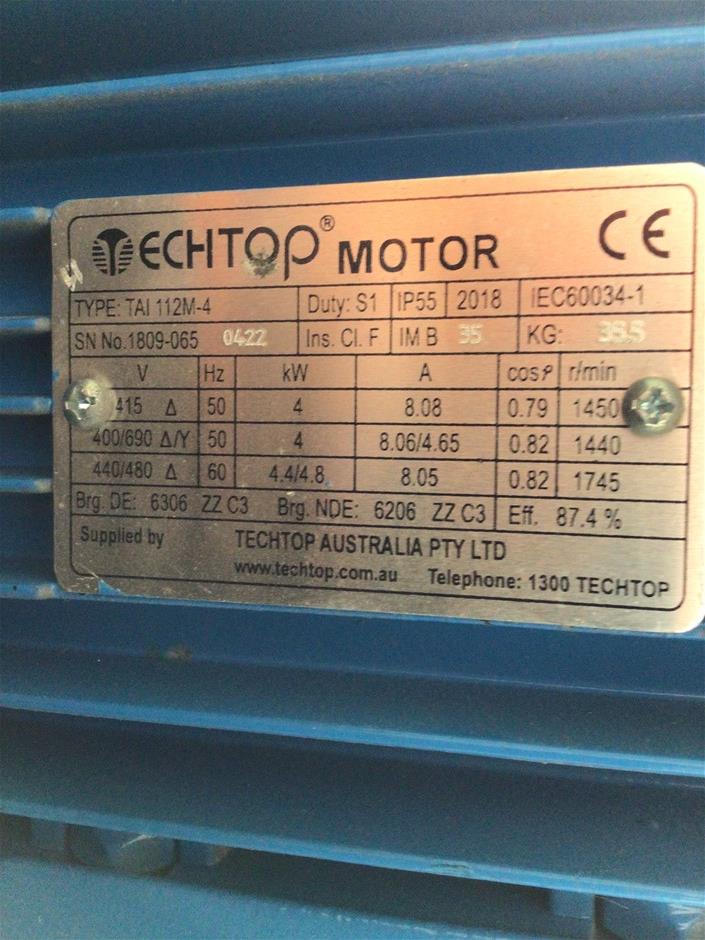 TECHTOP® MOTOR CE
TYPE: TAI 112M-4 Duty: S1 IP55 2018 IEC60034-1
SN No.1809-065 0422 Ins. Cl. F IM B 35 KG: 38.5
V Hz kW A cosφ r/min
415 Δ 50 4 8.08 0.79 1450
400/690 Δ/Y 50 4 8.06/4.65 0.82 1440
440/480 Δ 60 4.4/4.8 8.05 0.82 1745
Brg. DE: 6306 ZZ C3 Brg. NDE: 6206 ZZ C3 Eff. 87.4 %
Supplied by TECHTOP AUSTRALIA PTY LTD
www.techtop.com.au Telephone: 1300 TECHTOP